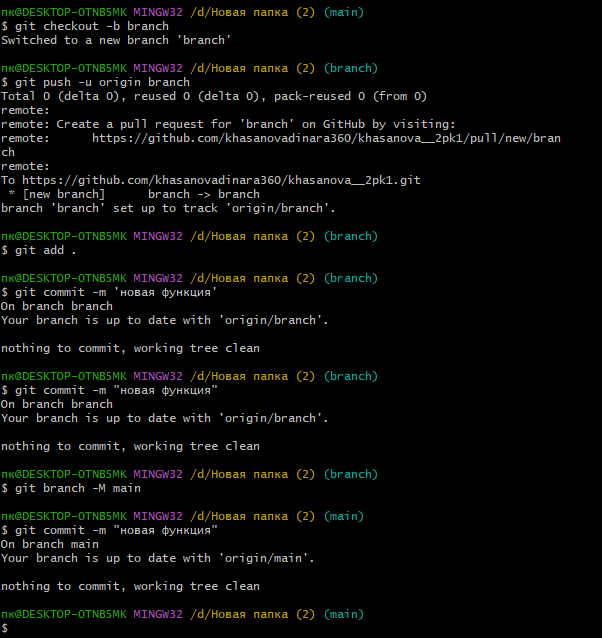 пк@DESKTOP-OTNB5MK MINGW32 /d/Новая папка (2) (main)
$ git checkout -b branch
Switched to a new branch 'branch'
пк@DESKTOP-OTNB5MK MINGW32 /d/Новая папка (2) (branch)
$ git push -u origin branch
Total 0 (delta 0), reused 0 (delta 0), pack-reused 0 (from 0)
remote:
remote: Create a pull request for 'branch' on GitHub by visiting:
remote:      https://github.com/khasanovadinara360/khasanova__2pk1/pull/new/bran
ch
remote:
To https://github.com/khasanovadinara360/khasanova__2pk1.git
 * [new branch]      branch -> branch
branch 'branch' set up to track 'origin/branch'.
пк@DESKTOP-OTNB5MK MINGW32 /d/Новая папка (2) (branch)
$ git add .
пк@DESKTOP-OTNB5MK MINGW32 /d/Новая папка (2) (branch)
$ git commit -m 'новая функция'
On branch branch
Your branch is up to date with 'origin/branch'.
nothing to commit, working tree clean
пк@DESKTOP-OTNB5MK MINGW32 /d/Новая папка (2) (branch)
$ git commit -m "новая функция"
On branch branch
Your branch is up to date with 'origin/branch'.
nothing to commit, working tree clean
пк@DESKTOP-OTNB5MK MINGW32 /d/Новая папка (2) (branch)
$ git branch -M main
пк@DESKTOP-OTNB5MK MINGW32 /d/Новая папка (2) (main)
$ git commit -m "новая функция"
On branch main
Your branch is up to date with 'origin/main'.
nothing to commit, working tree clean
пк@DESKTOP-OTNB5MK MINGW32 /d/Новая папка (2) (main)
$